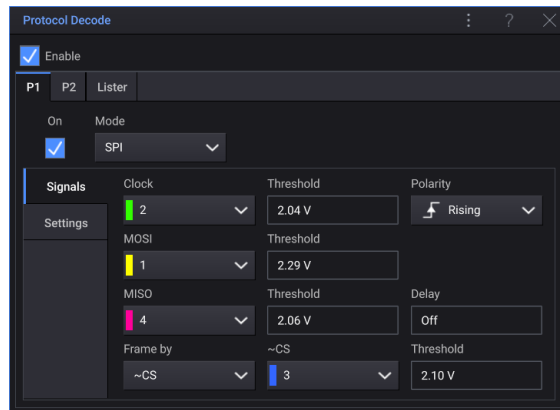 Protocol Decode ?
Enable
P1 P2 Lister
On Mode
SPI
Signals Clock Threshold Polarity
2 2.04 V Rising
Settings
MOSI Threshold
1 2.29 V
MISO Threshold Delay
4 2.06 V Off
Frame by ~CS Threshold
~CS 3 2.10 V